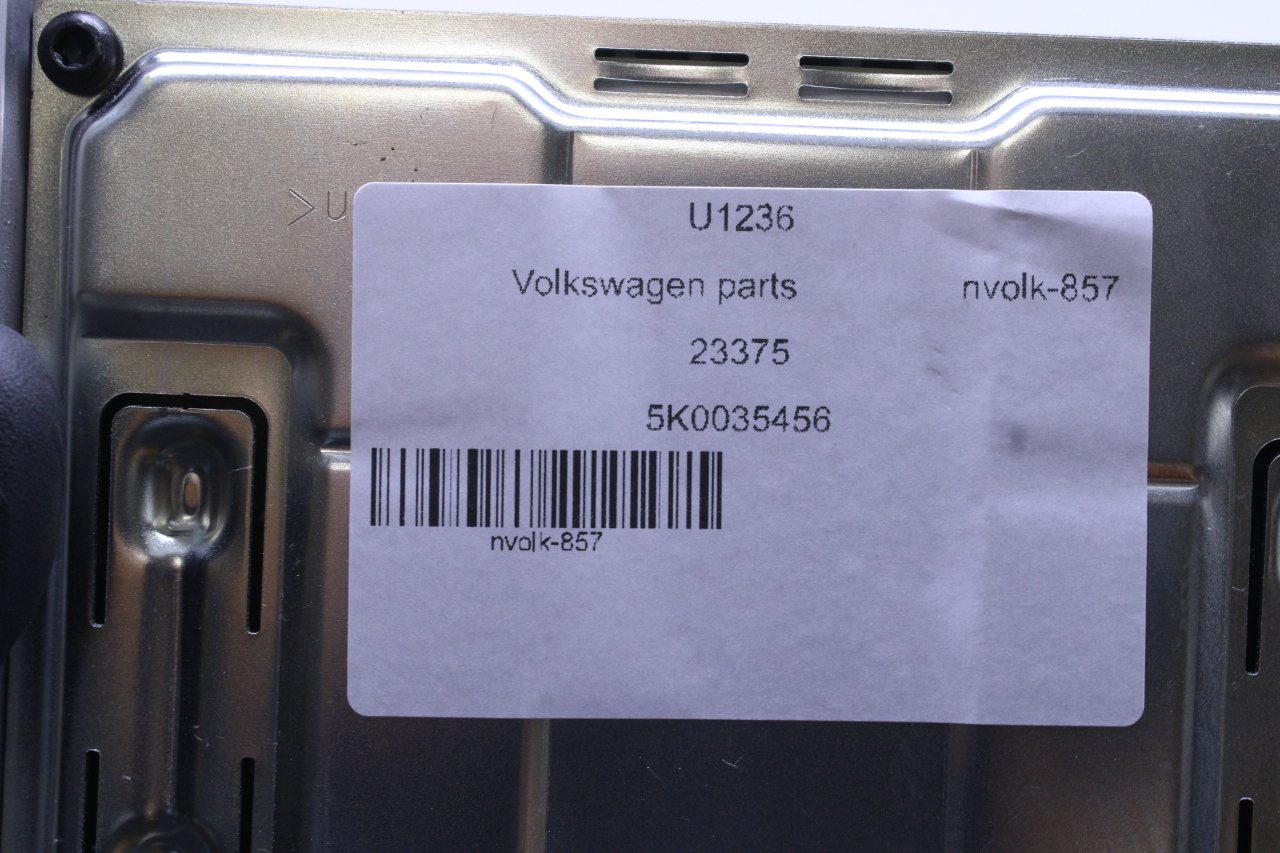 >U
U1236
Volkswagen parts nvolk-857
23375
5K0035456
nvolk-857